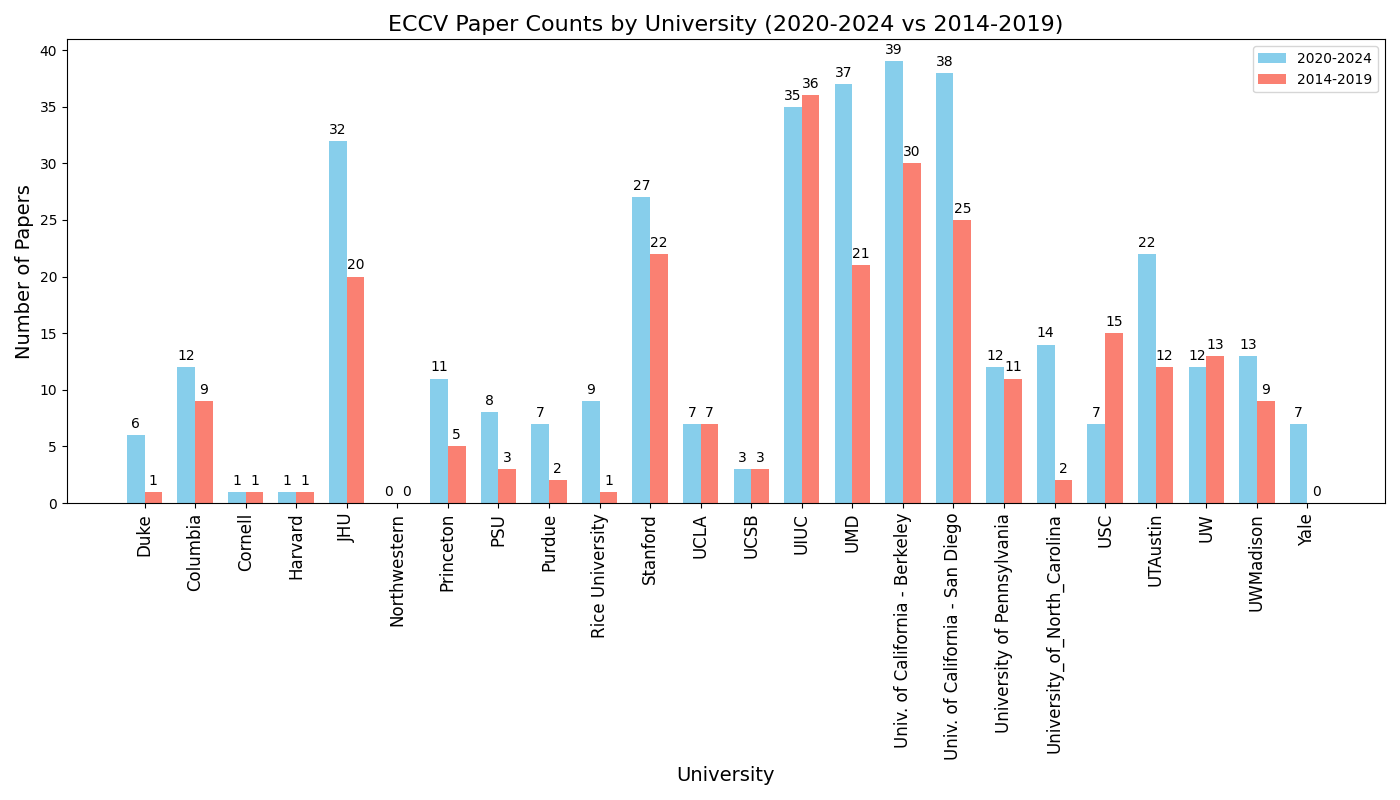 ECCV Paper Counts by University (2020-2024 vs 2014-2019)
2020-2024
2014-2019
Number of Papers
40
35
30
25
20
15
10
5
0
6 1
12 9
1 1
1 1
32 20
0 0
11 5
8 3
7 2
9 1
27 22
7 7
3 3
35 36
37 21
39 30
38 25
12 11
14 2
7 15
22 12
12 13
13 9
7 0
Duke
Columbia
Cornell
Harvard
JHU
Northwestern
Princeton
PSU
Purdue
Rice University
Stanford
UCLA
UCSB
UIUC
UMD
Univ. of California - Berkeley
Univ. of California - San Diego
University of Pennsylvania
University_of_North_Carolina
USC
UTAustin
UW
UWMadison
Yale
University